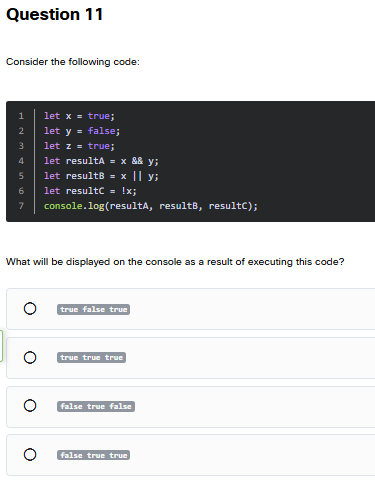 Question 11
Consider the following code:
1 let x = true;
2 let y = false;
3 let z = true;
4 let resultA = x && y;
5 let resultB = x || y;
6 let resultC = !x;
7 console.log(resultA, resultB, resultC);
What will be displayed on the console as a result of executing this code?
true false true
true true true
false true false
false true true